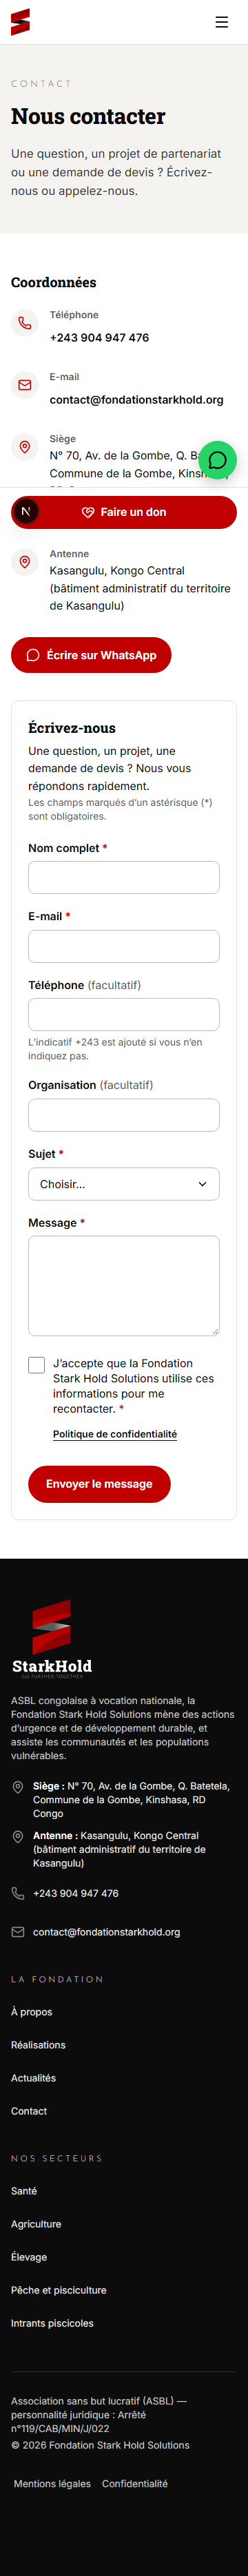 CONTACT
Nous contacter
Une question, un projet de partenariat
ou une demande de devis ? Écrivez-
nous ou appelez-nous.
Coordonnées
Téléphone
+243 904 947 476
E-mail
contact@fondationstarkhold.org
Siège
N° 70, Av. de la Gombe, Q.
Commune de la Gombe,
N
Faire un don
Antenne
Kasangulu, Kongo Central
(bâtiment administratif du territoire
de Kasangulu)
Écrire sur WhatsApp
Écrivez-nous
Une question, un projet, une
demande de devis ? Nous vous
répondons rapidement.
Les champs marqués d’un astérisque (*)
sont obligatoires.
Nom complet *
E-mail *
Téléphone (facultatif)
L’indicatif +243 est ajouté si vous n’en
indiquez pas.
Organisation (facultatif)
Sujet *
Choisir…
Message *
J’accepte que la Fondation
Stark Hold Solutions utilise ces
informations pour me
recontacter. *
Politique de confidentialité
Envoyer le message
StarkHold
GO FURTHER TOGETHER
ASBL congolaise à vocation nationale, la
Fondation Stark Hold Solutions mène des actions
d’urgence et de développement durable, et
assiste les communautés et les populations
vulnérables.
Siège : N° 70, Av. de la Gombe, Q. Batetela,
Commune de la Gombe, Kinshasa, RD
Congo
Antenne : Kasangulu, Kongo Central
(bâtiment administratif du territoire de
Kasangulu)
+243 904 947 476
contact@fondationstarkhold.org
LA FONDATION
À propos
Réalisations
Actualités
Contact
NOS SECTEURS
Santé
Agriculture
Élevage
Pêche et pisciculture
Intrants piscicoles
Association sans but lucratif (ASBL) —
personnalité juridique : Arrêté
n°119/CAB/MIN/J/022
© 2026 Fondation Stark Hold Solutions
Mentions légales
Confidentialité